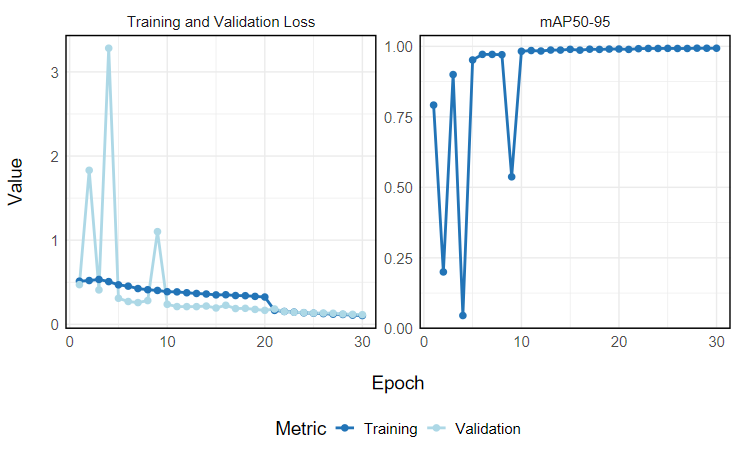 Training and Validation Loss
mAP50-95
Value
3
2
1
0
1.00
0.75
0.50
0.25
0.00
0 10 20 30
0 10 20 30
Epoch
Metric Training Validation